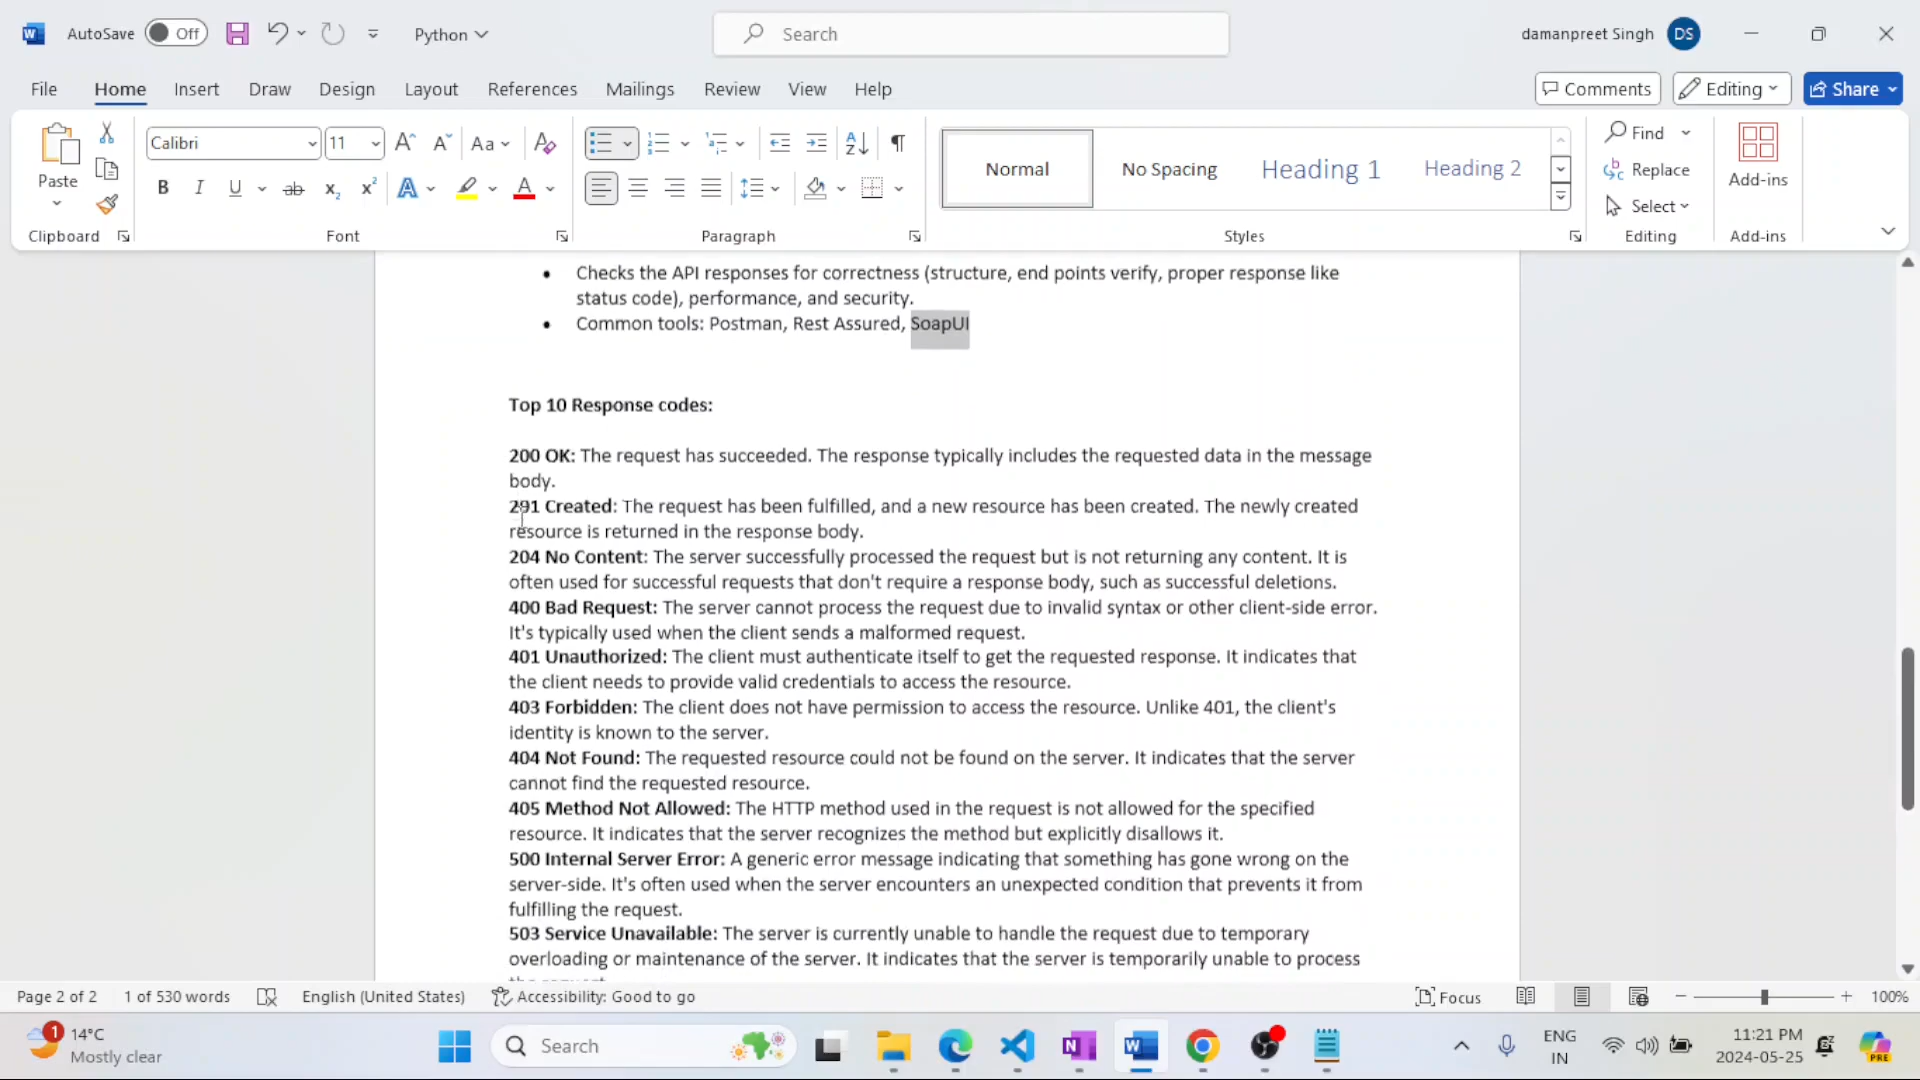 AutoSave Off Python Search damanpreet Singh DS
File Home Insert Draw Design Layout References Mailings Review View Help Comments Editing Share
Paste Calibri 11 Aa Normal No Spacing Heading 1 Heading 2 Find Replace Select Add-ins
B I U ab x2 x2 A A
Clipboard Font Paragraph Styles Editing Add-ins
• Checks the API responses for correctness (structure, end points verify, proper response like
status code), performance, and security.
• Common tools: Postman, Rest Assured, SoapUI
Top 10 Response codes:
200 OK: The request has succeeded. The response typically includes the requested data in the message
body.
291 Created: The request has been fulfilled, and a new resource has been created. The newly created
resource is returned in the response body.
204 No Content: The server successfully processed the request but is not returning any content. It is
often used for successful requests that don't require a response body, such as successful deletions.
400 Bad Request: The server cannot process the request due to invalid syntax or other client-side error.
It's typically used when the client sends a malformed request.
401 Unauthorized: The client must authenticate itself to get the requested response. It indicates that
the client needs to provide valid credentials to access the resource.
403 Forbidden: The client does not have permission to access the resource. Unlike 401, the client's
identity is known to the server.
404 Not Found: The requested resource could not be found on the server. It indicates that the server
cannot find the requested resource.
405 Method Not Allowed: The HTTP method used in the request is not allowed for the specified
resource. It indicates that the server recognizes the method but explicitly disallows it.
500 Internal Server Error: A generic error message indicating that something has gone wrong on the
server-side. It's often used when the server encounters an unexpected condition that prevents it from
fulfilling the request.
503 Service Unavailable: The server is currently unable to handle the request due to temporary
overloading or maintenance of the server. It indicates that the server is temporarily unable to process
Page 2 of 2 1 of 530 words English (United States) Accessibility: Good to go Focus 100%
1 14°C Mostly clear Search ENG IN 11:21 PM 2024-05-25 PRE